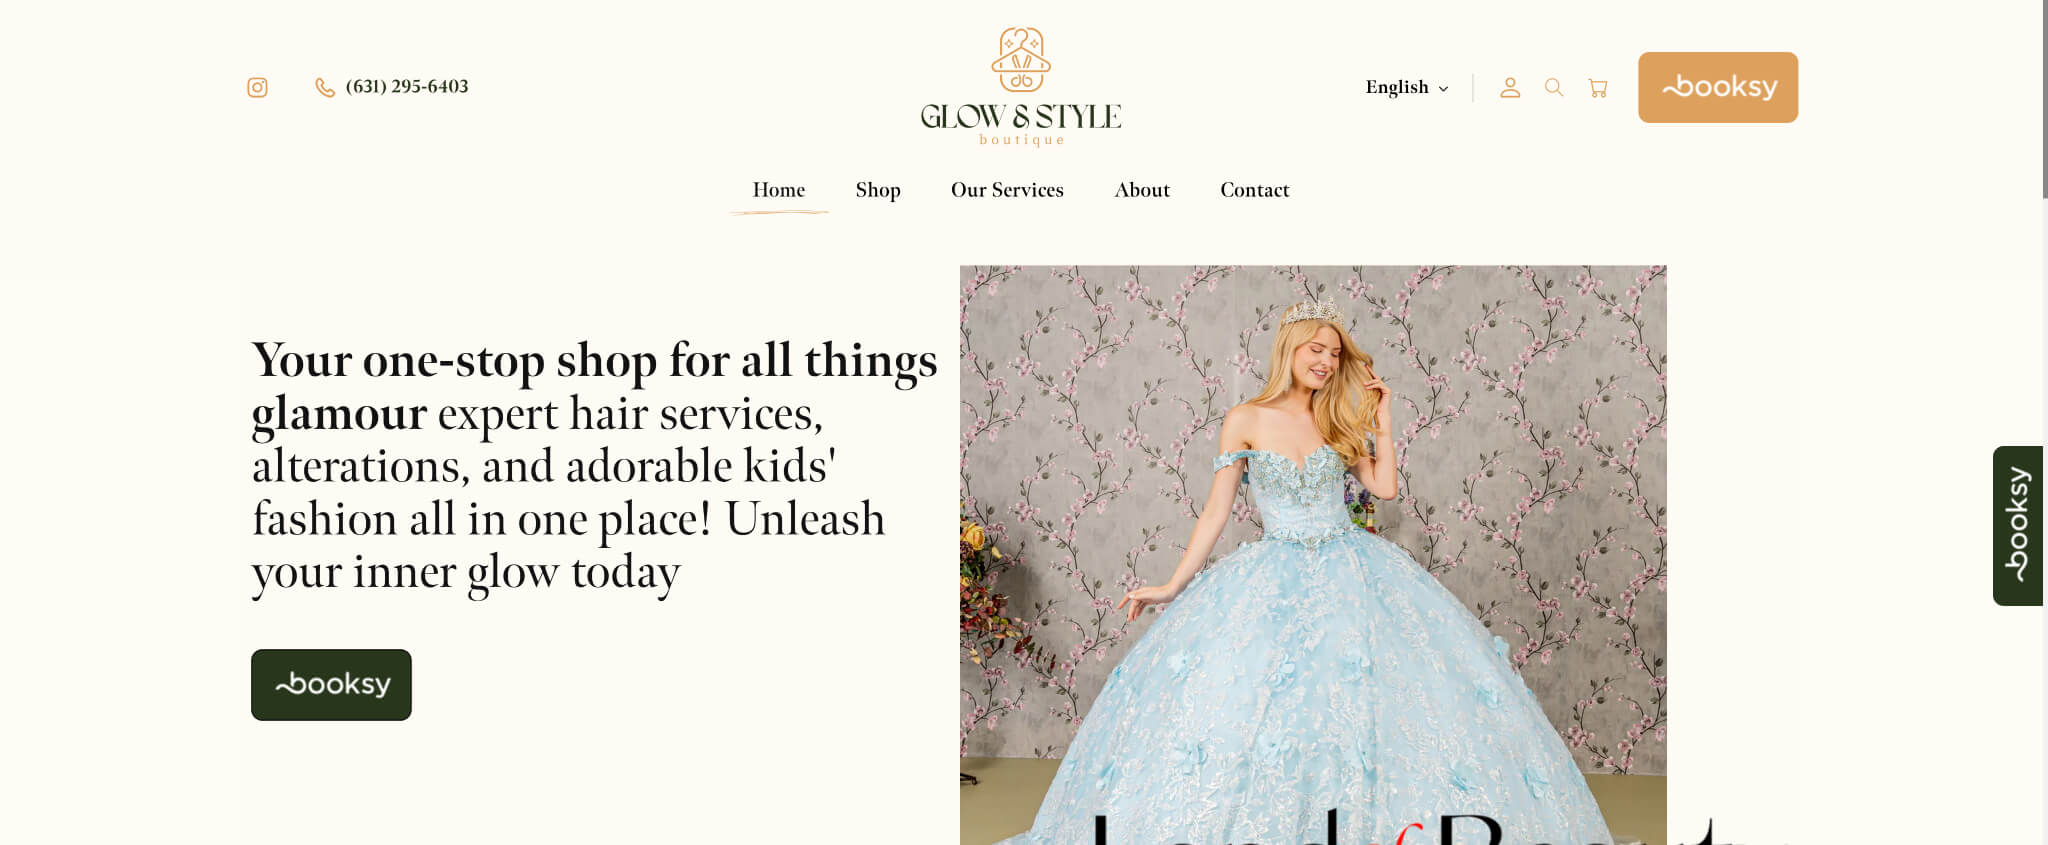 (631) 295-6403
GLOW & STYLE
boutique
English
booksy
Home
Shop
Our Services
About
Contact
Your one-stop shop for all things
glamour expert hair services,
alterations, and adorable kids'
fashion all in one place! Unleash
your inner glow today
booksy
booksy